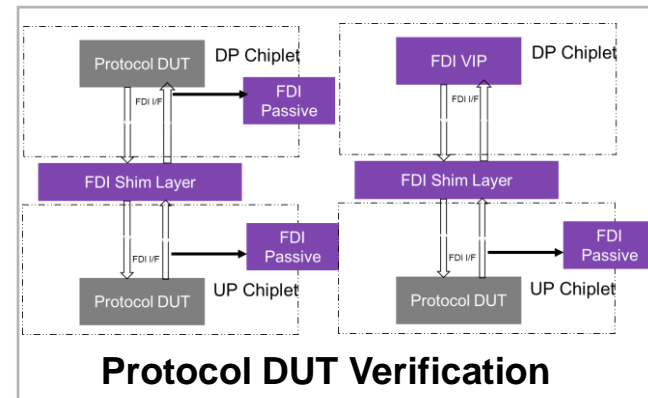 Protocol DUT
DP Chiplet
FDI I/F
FDI
Passive
FDI Shim Layer
FDI I/F
FDI
Passive
Protocol DUT
UP Chiplet
FDI VIP
DP Chiplet
FDI I/F
FDI Shim Layer
FDI I/F
FDI
Passive
Protocol DUT
UP Chiplet
Protocol DUT Verification